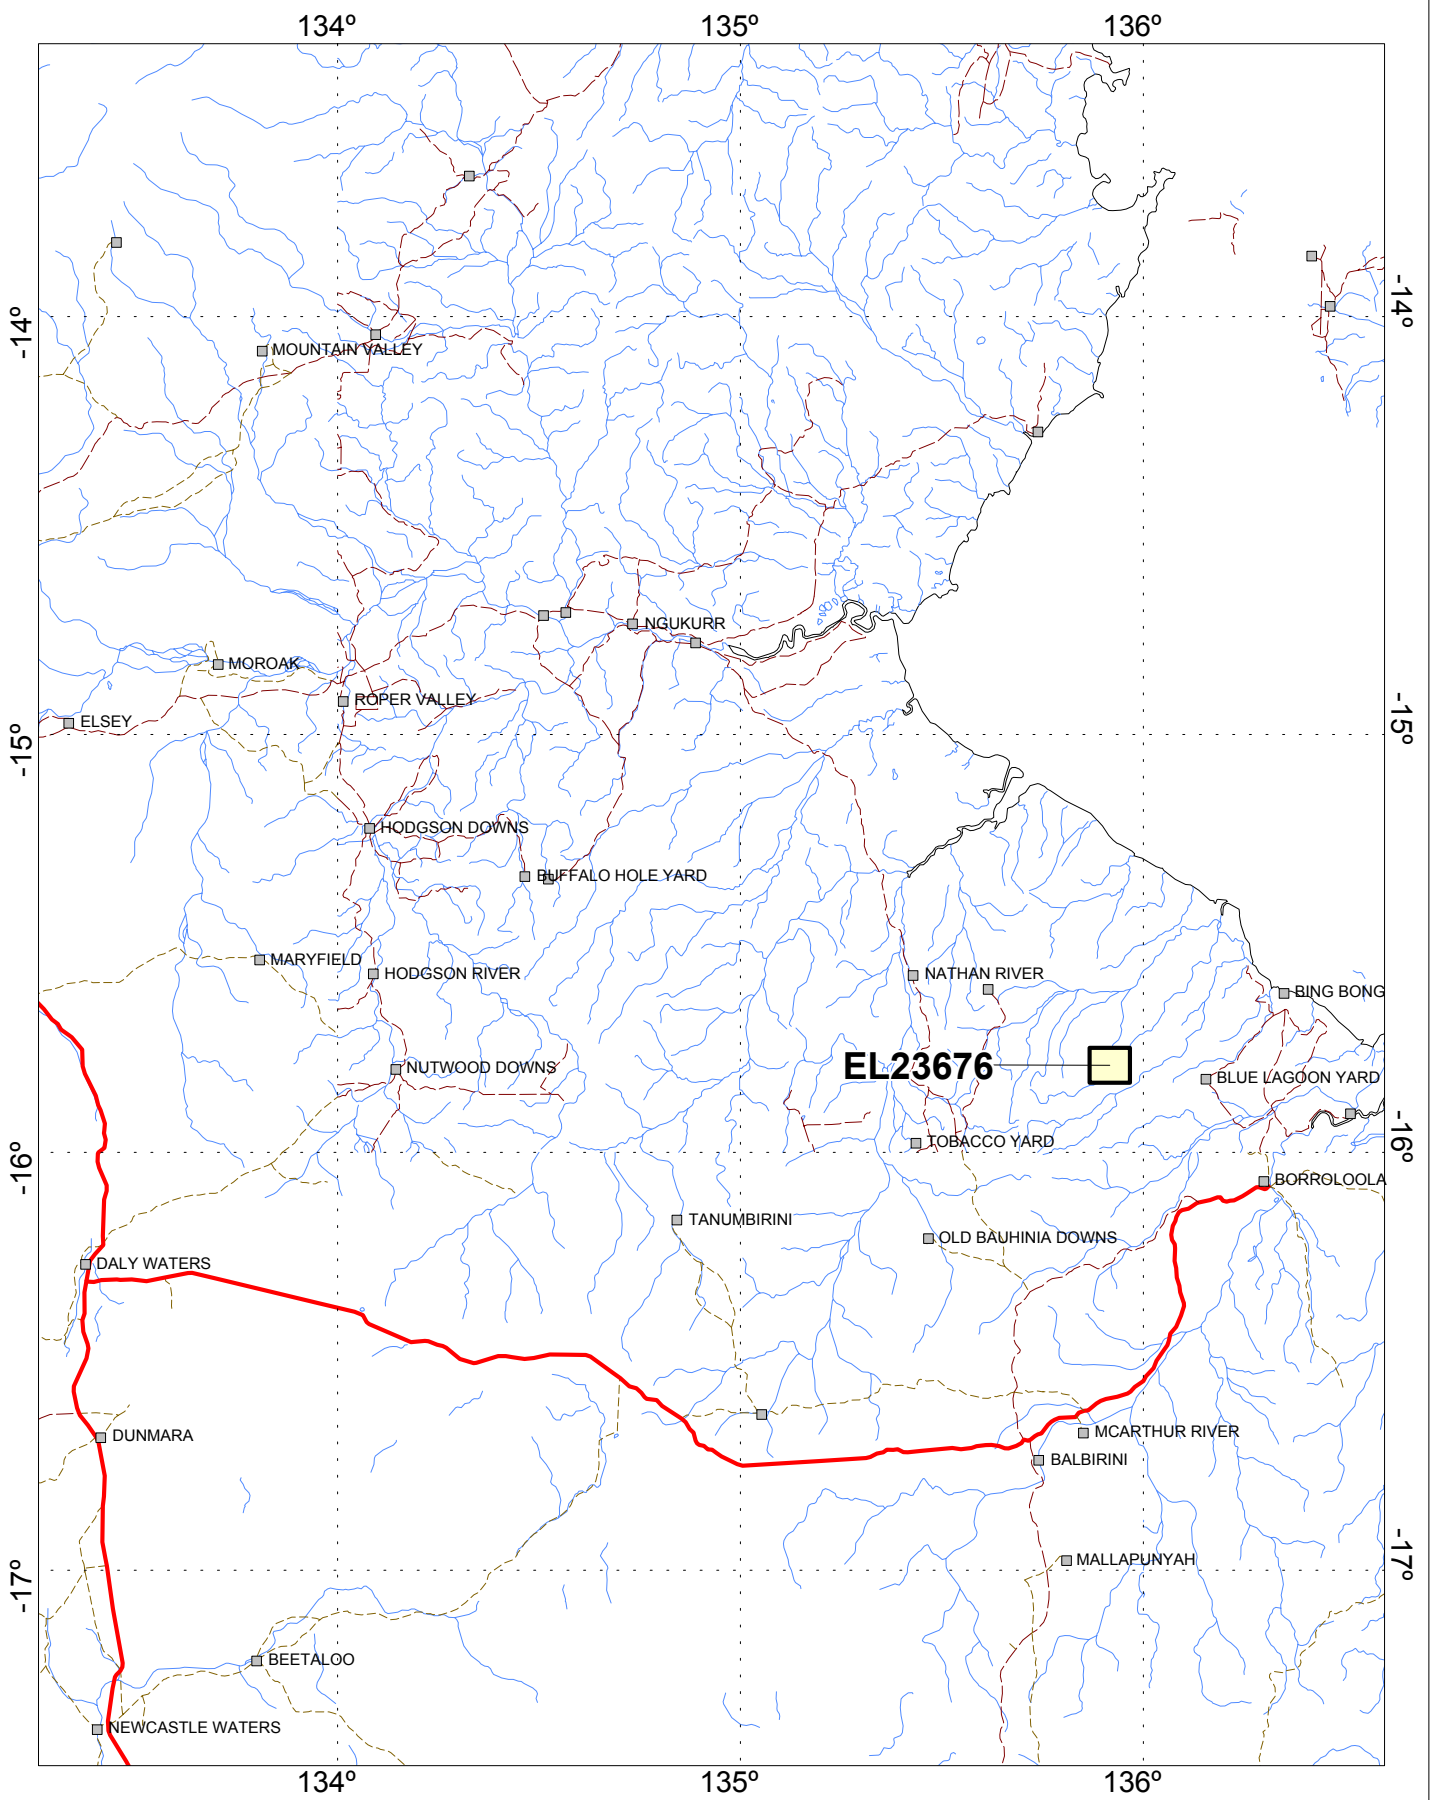 134º 135º 136º
-14º -14º
MOUNTAIN VALLEY
NGUKURR
MOROAK
ROPER VALLEY
ELSEY
-15º -15º
HODGSON DOWNS
BUFFALO HOLE YARD
MARYFIELD
HODGSON RIVER
NATHAN RIVER
BING BONG
EL23676
NUTWOOD DOWNS
BLUE LAGOON YARD
TOBACCO YARD
-16º -16º
BORROLOOLA
TANUMBIRINI
OLD BAUHINIA DOWNS
DALY WATERS
DUNMARA
MCARTHUR RIVER
BALBIRINI
MALLAPUNYAH
-17º -17º
BEETALOO
NEWCASTLE WATERS
134º 135º 136º